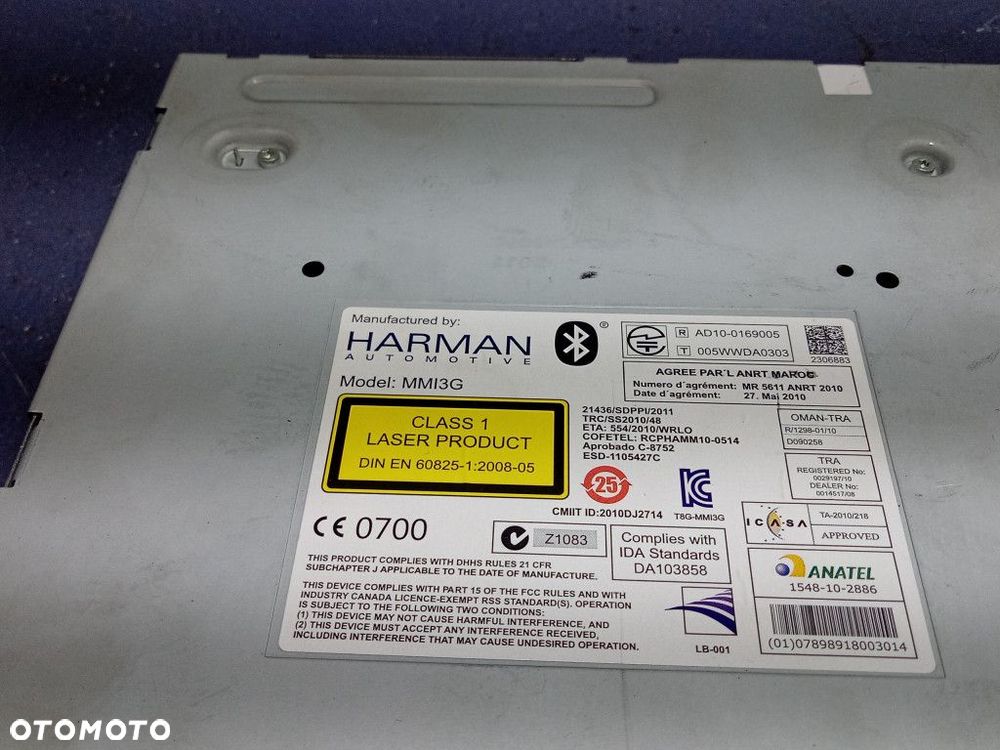 Manufactured by:
HARMAN
AUTOMOTIVE
®
Model: MMI3G
CLASS 1
LASER PRODUCT
DIN EN 60825-1:2008-05
CE 0700
THIS PRODUCT COMPLIES WITH DHHS RULES 21 CFR
SUBCHAPTER J APPLICABLE TO THE DATE OF MANUFACTURE.
THIS DEVICE COMPLIES WITH PART 15 OF THE FCC RULES AND WITH
INDUSTRY CANADA LICENCE-EXEMPT RSS STANDARD(S). OPERATION
IS SUBJECT TO THE FOLLOWING TWO CONDITIONS:
(1) THIS DEVICE MAY NOT CAUSE HARMFUL INTERFERENCE, AND
(2) THIS DEVICE MUST ACCEPT ANY INTERFERENCE RECEIVED,
INCLUDING INTERFERENCE THAT MAY CAUSE UNDESIRED OPERATION.
R AD10-0169005
T 005WWDA0303
2306883
AGREE PAR´L ANRT MAROC
Numero d´agrément: MR 5611 ANRT 2010
Date d´agrément: 27. Mai 2010
21436/SDPPI/2011
TRC/SS2010/48
ETA: 554/2010/WRLO
COFETEL: RCPHAMM10-0514
Aprobado C-8752
ESD-1105427C
OMAN-TRA
R/1298-01/10
D090258
TRA
REGISTERED No:
0029197/10
DEALER No:
0014517/08
25
CMIIT ID:2010DJ2714
T8G-MMI3G
Z1083
Complies with
IDA Standards
DA103858
ICASA
TA-2010/218
APPROVED
ANATEL
1548-10-2886
(01)07898918003014
LB-001
OTOMOTO